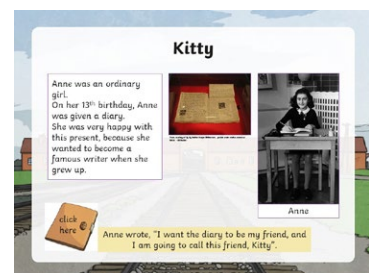 Kitty
Anne was an ordinary
girl.
On her 13th birthday, Anne
was given a diary.
She was very happy with
this present, because she
wanted to become a
famous writer when she
grew up.
Anne
click
here
Anne wrote, "I want the diary to be my friend, and
I am going to call this friend, Kitty".